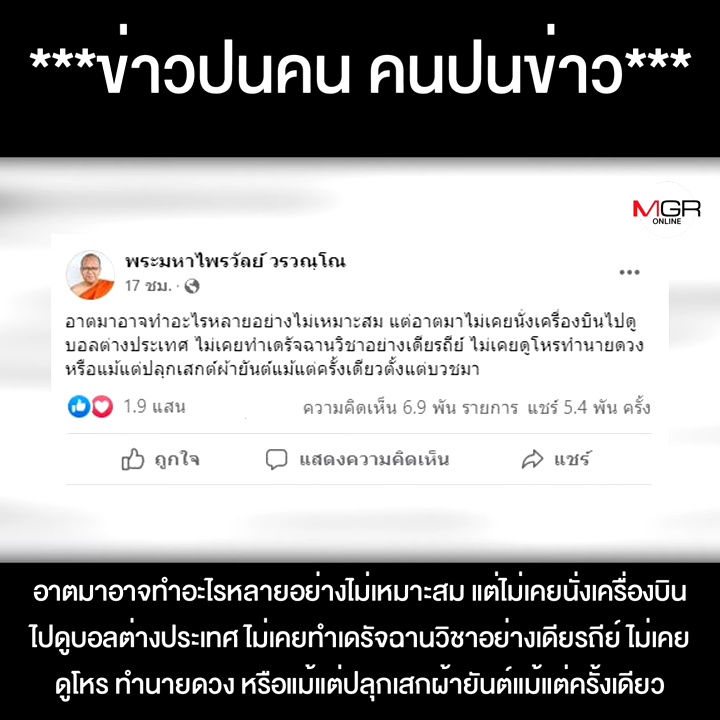 ***ข่าวปนคน คนปนข่าว***
MGR
ONLINE
พระมหาไพรวัลย์ วรวณฺโณ
17 ชม. ·
อาตมาอาจทำอะไรหลายอย่างไม่เหมาะสม แต่อาตมาไม่เคยนั่งเครื่องบินไปดู
บอลต่างประเทศ ไม่เคยทำเดรัจฉานวิชาอย่างเดียรถีย์ ไม่เคยดูโหรทำนายดวง
หรือแม้แต่ปลุกเสกต์ผ้ายันต์แม้แต่ครั้งเดียวตั้งแต่บวชมา
1.9 แสน ความคิดเห็น 6.9 พัน รายการ แชร์ 5.4 พัน ครั้ง
ถูกใจ แสดงความคิดเห็น แชร์
อาตมาอาจทำอะไรหลายอย่างไม่เหมาะสม แต่ไม่เคยนั่งเครื่องบิน
ไปดูบอลต่างประเทศ ไม่เคยทำเดรัจฉานวิชาอย่างเดียรถีย์ ไม่เคย
ดูโหร ทำนายดวง หรือแม้แต่ปลุกเสกผ้ายันต์แม้แต่ครั้งเดียว